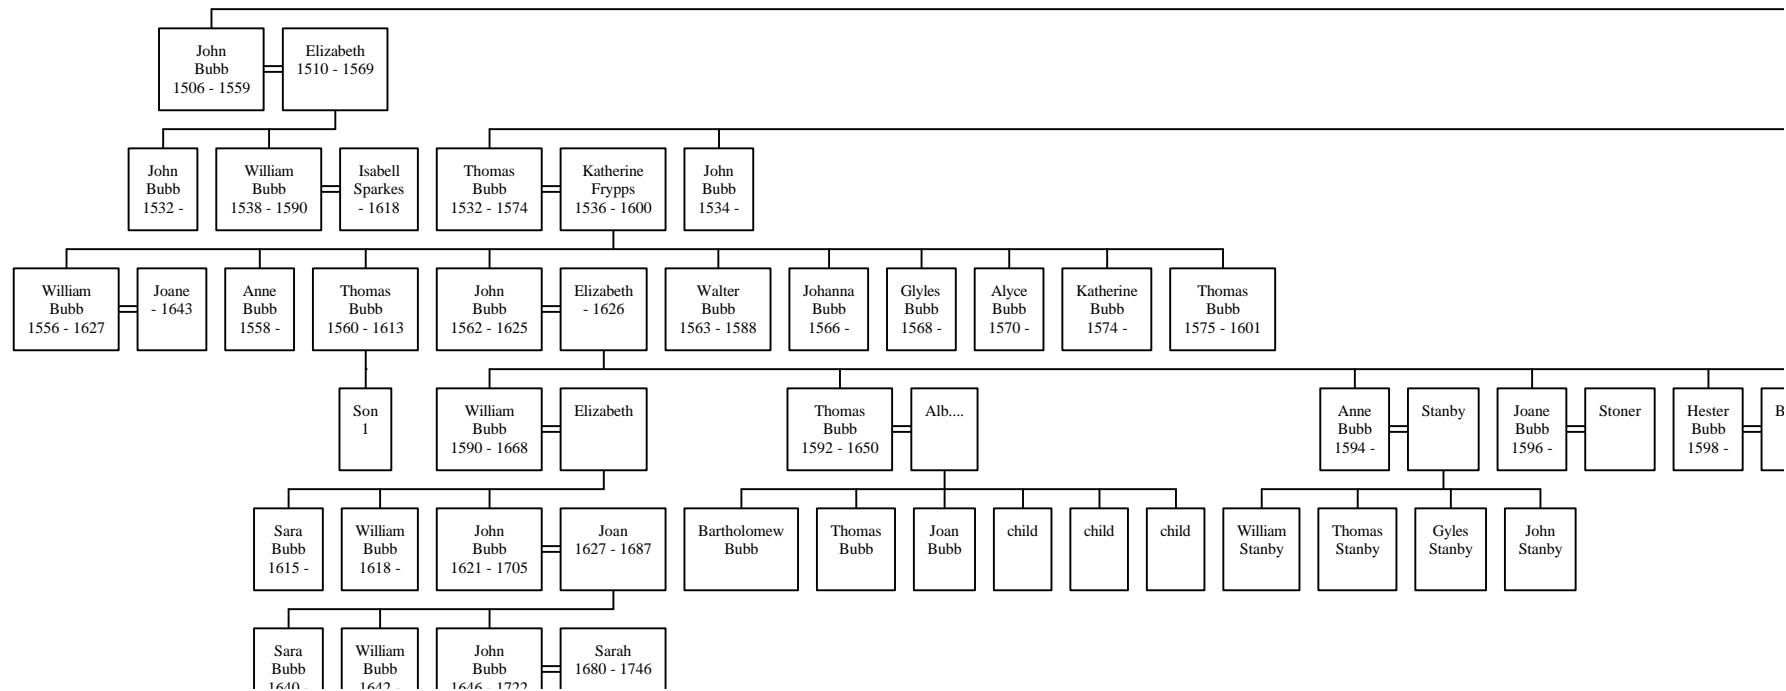 John
Bubb
1506 - 1559
Elizabeth
1510 - 1569
John
Bubb
1532 -
William
Bubb
1538 - 1590
Isabell
Sparkes
- 1618
Thomas
Bubb
1532 - 1574
Katherine
Frypps
1536 - 1600
John
Bubb
1534 -
William
Bubb
1556 - 1627
Joane
- 1643
Anne
Bubb
1558 -
Thomas
Bubb
1560 - 1613
John
Bubb
1562 - 1625
Elizabeth
- 1626
Walter
Bubb
1563 - 1588
Johanna
Bubb
1566 -
Glyles
Bubb
1568 -
Alyce
Bubb
1570 -
Katherine
Bubb
1574 -
Thomas
Bubb
1575 - 1601
Son
1
William
Bubb
1590 - 1668
Elizabeth
Thomas
Bubb
1592 - 1650
Alb....
Anne
Bubb
1594 -
Stanby
Joane
Bubb
1596 -
Stoner
Hester
Bubb
1598 -
Sara
Bubb
1615 -
William
Bubb
1618 -
John
Bubb
1621 - 1705
Joan
1627 - 1687
Bartholomew
Bubb
Thomas
Bubb
Joan
Bubb
child
child
child
William
Stanby
Thomas
Stanby
Gyles
Stanby
John
Stanby
Sara
Bubb
1640 -
William
Bubb
1642 -
John
Bubb
1646 - 1722
Sarah
1680 - 1746